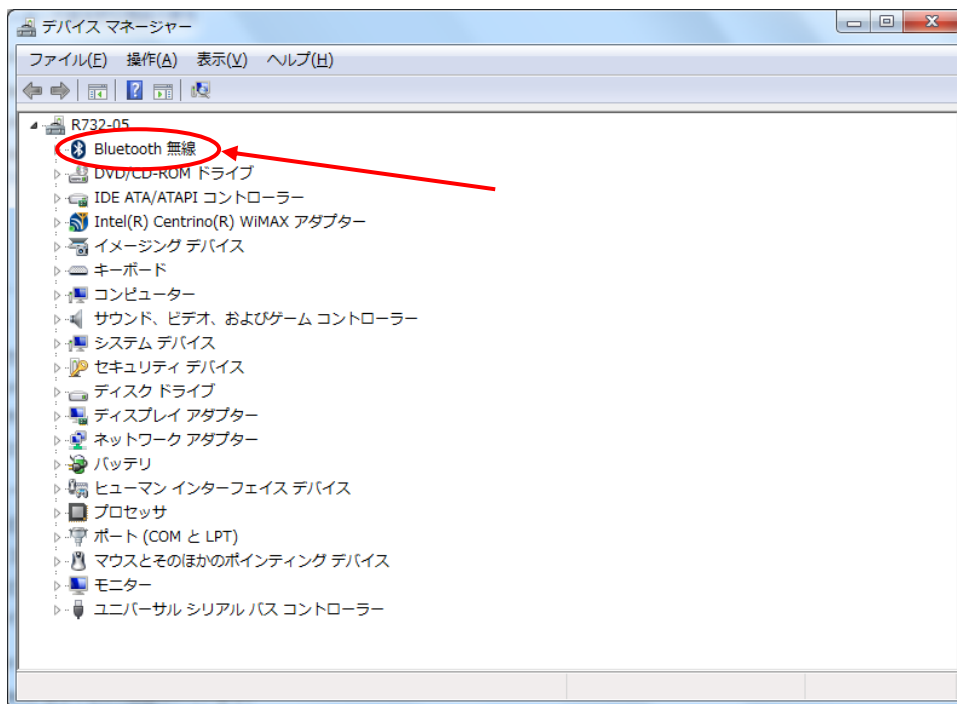 デバイス マネージャー
ファイル(F) 操作(A) 表示(V) ヘルプ(H)
R732-05
Bluetooth 無線
DVD/CD-ROM ドライブ
IDE ATA/ATAPI コントローラー
Intel(R) Centrino(R) WiMAX アダプター
イメージング デバイス
キーボード
コンピューター
サウンド、ビデオ、およびゲーム コントローラー
システム デバイス
セキュリティ デバイス
ディスク ドライブ
ディスプレイ アダプター
ネットワーク アダプター
バッテリ
ヒューマン インターフェイス デバイス
プロセッサ
ポート (COM と LPT)
マウスとそのほかのポインティング デバイス
モニター
ユニバーサル シリアル バス コントローラー